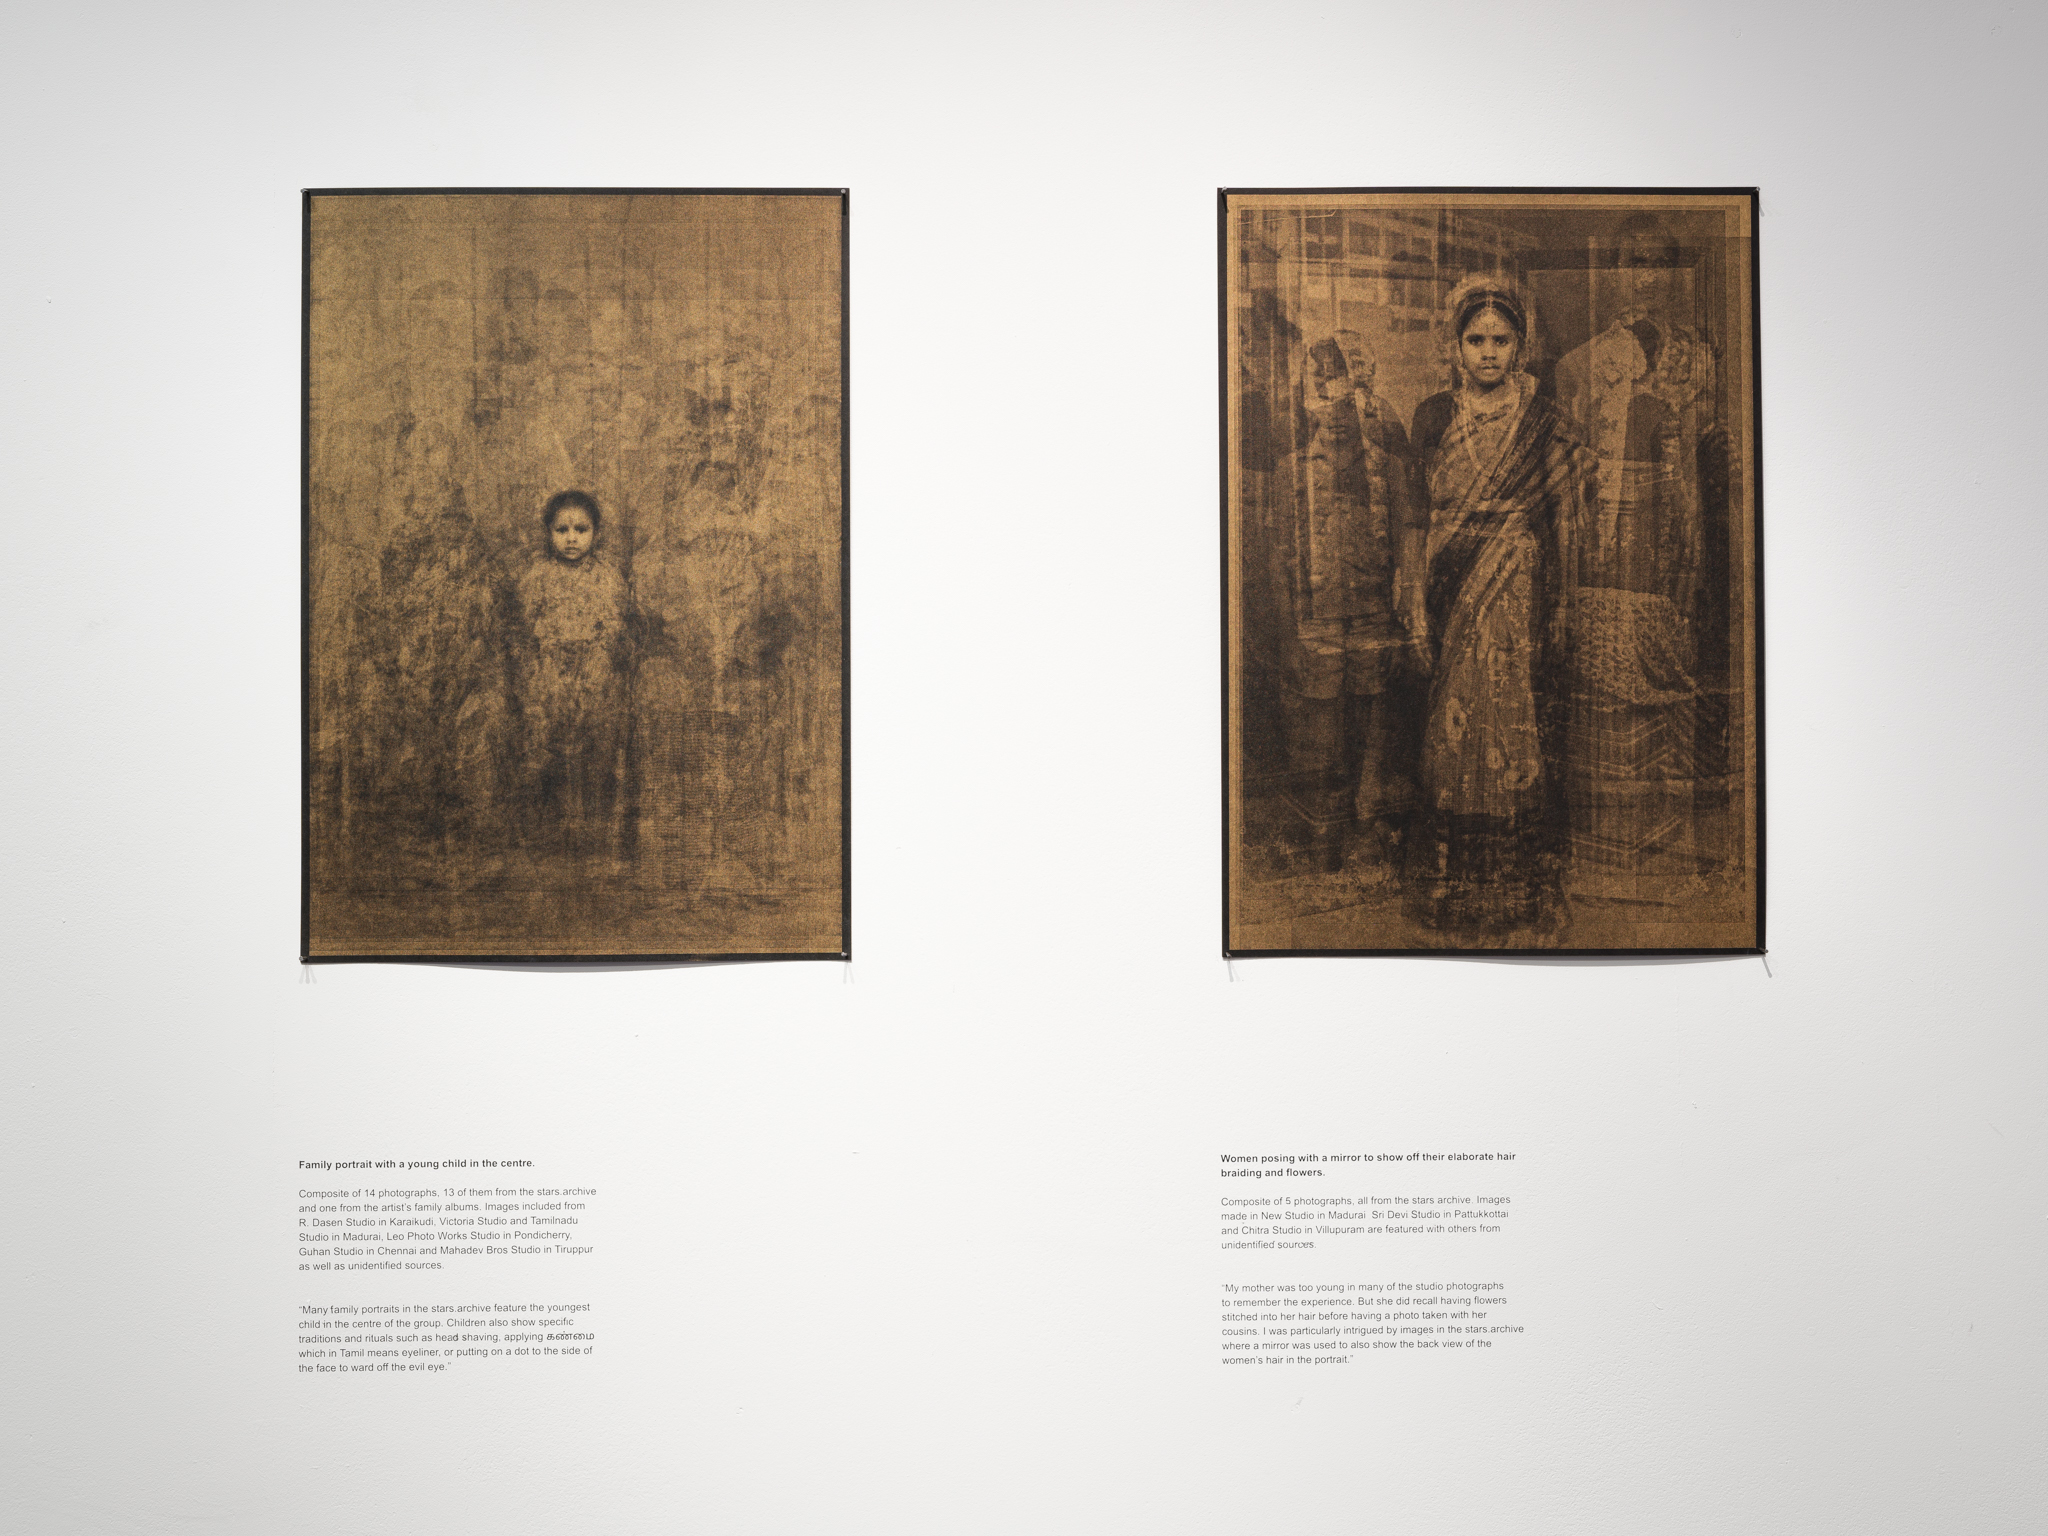 Family portrait with a young child in the centre.
Composite of 14 photographs, 13 of them from the stars.archive
and one from the artist's family albums. Images included from
R. Dasen Studio in Karaikudi, Victoria Studio and Tamilnadu
Studio in Madurai, Leo Photo Works Studio in Pondicherry,
Guhan Studio in Chennai and Mahadev Bros Studio in Tiruppur
as well as unidentified sources.
"Many family portraits in the stars.archive feature the youngest
child in the centre of the group. Children also show specific
traditions and rituals such as head shaving, applying கண்மை
which in Tamil means eyeliner, or putting on a dot to the side of
the face to ward off the evil eye."
Women posing with a mirror to show off their elaborate hair
braiding and flowers.
Composite of 5 photographs, all from the stars archive. Images
made in New Studio in Madurai Sri Devi Studio in Pattukkottai
and Chitra Studio in Villupuram are featured with others from
unidentified sources.
"My mother was too young in many of the studio photographs
to remember the experience. But she did recall having flowers
stitched into her hair before having a photo taken with her
cousins. I was particularly intrigued by images in the stars.archive
where a mirror was used to also show the back view of the
women's hair in the portrait."